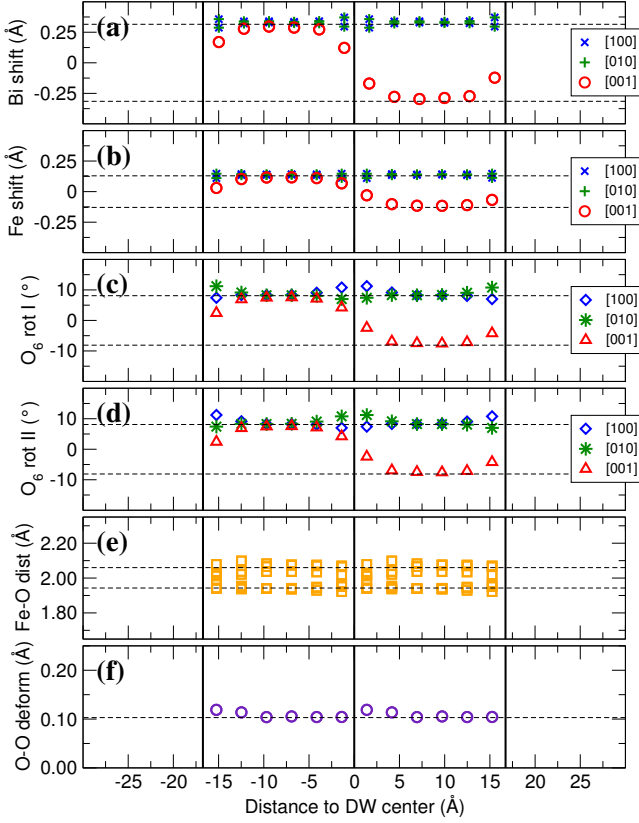 (a)
Bi shift (Å)
0.25
0
-0.25
[100]
[010]
[001]
(b)
Fe shift (Å)
0.25
0
-0.25
[100]
[010]
[001]
(c)
O6 rot I (°)
10
0
-10
[100]
[010]
[001]
(d)
O6 rot II (°)
10
0
-10
[100]
[010]
[001]
(e)
Fe-O dist (Å)
2.20
2.00
1.80
(f)
O-O deform (Å)
0.20
0.10
0.00
-25 -20 -15 -10 -5 0 5 10 15 20 25
Distance to DW center (Å)